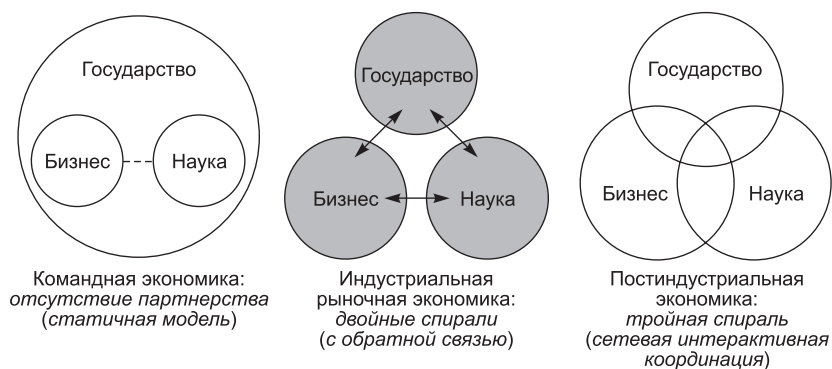 Государство
Бизнес
Наука
Командная экономика:
отсутствие партнерства
(статичная модель)
Государство
Бизнес
Наука
Индустриальная
рыночная экономика:
двойные спирали
(с обратной связью)
Государство
Бизнес
Наука
Постиндустриальная
экономика:
тройная спираль
(сетевая интерактивная
координация)